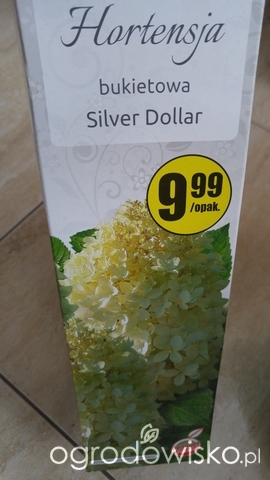 Hortensja
bukietowa
Silver Dollar
9 99
/opak.
ogrodowisko.pl